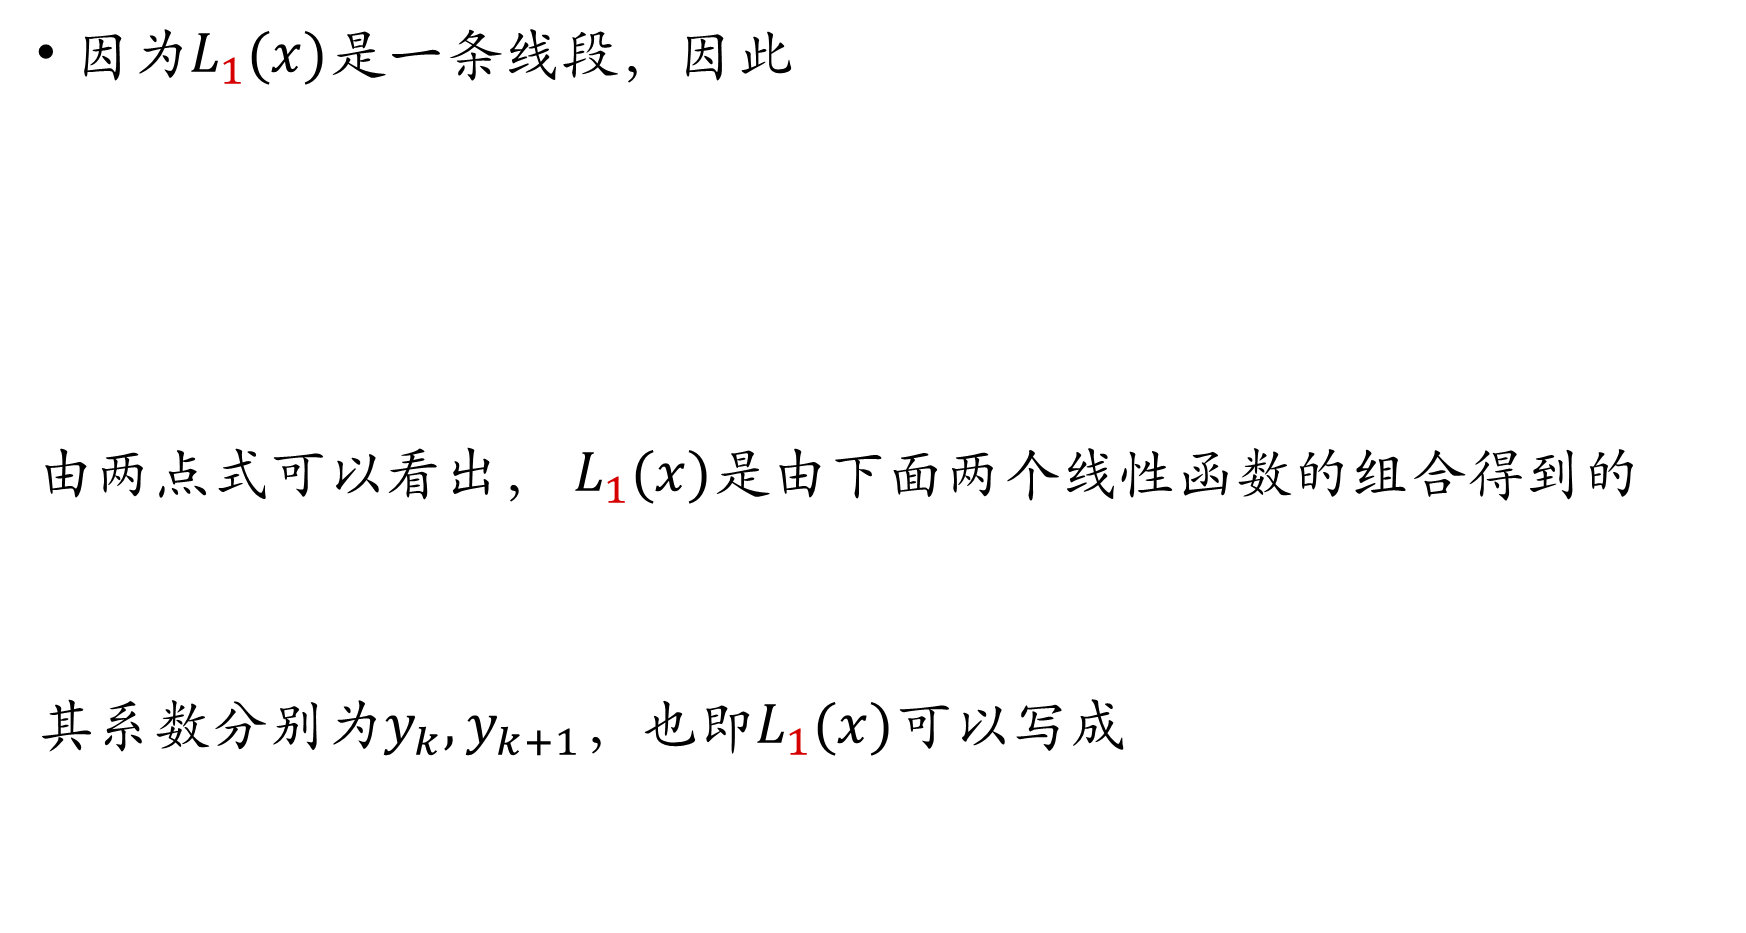 • 因为L₁(x)是一条线段，因此
由两点式可以看出， L₁(x)是由下面两个线性函数的组合得到的
其系数分别为yₖ, yₖ₊₁，也即L₁(x)可以写成